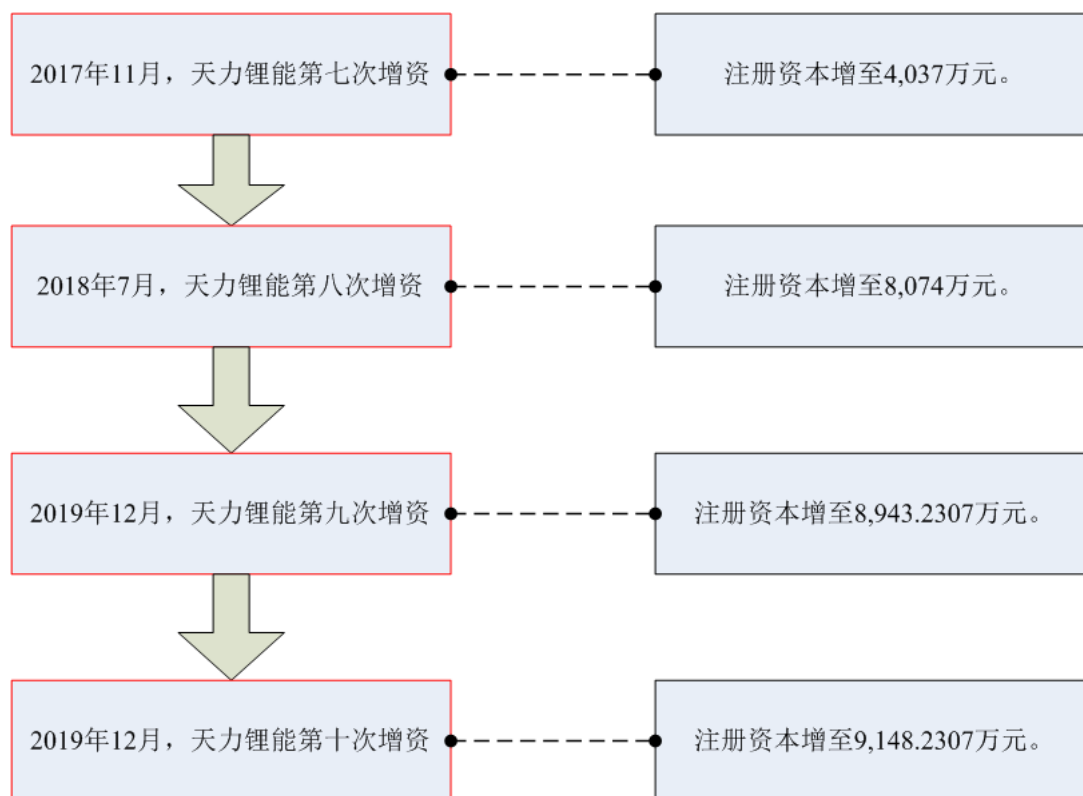 2017年11月，天力锂能第七次增资
注册资本增至4,037万元。
2018年7月，天力锂能第八次增资
注册资本增至8,074万元。
2019年12月，天力锂能第九次增资
注册资本增至8,943.2307万元。
2019年12月，天力锂能第十次增资
注册资本增至9,148.2307万元。